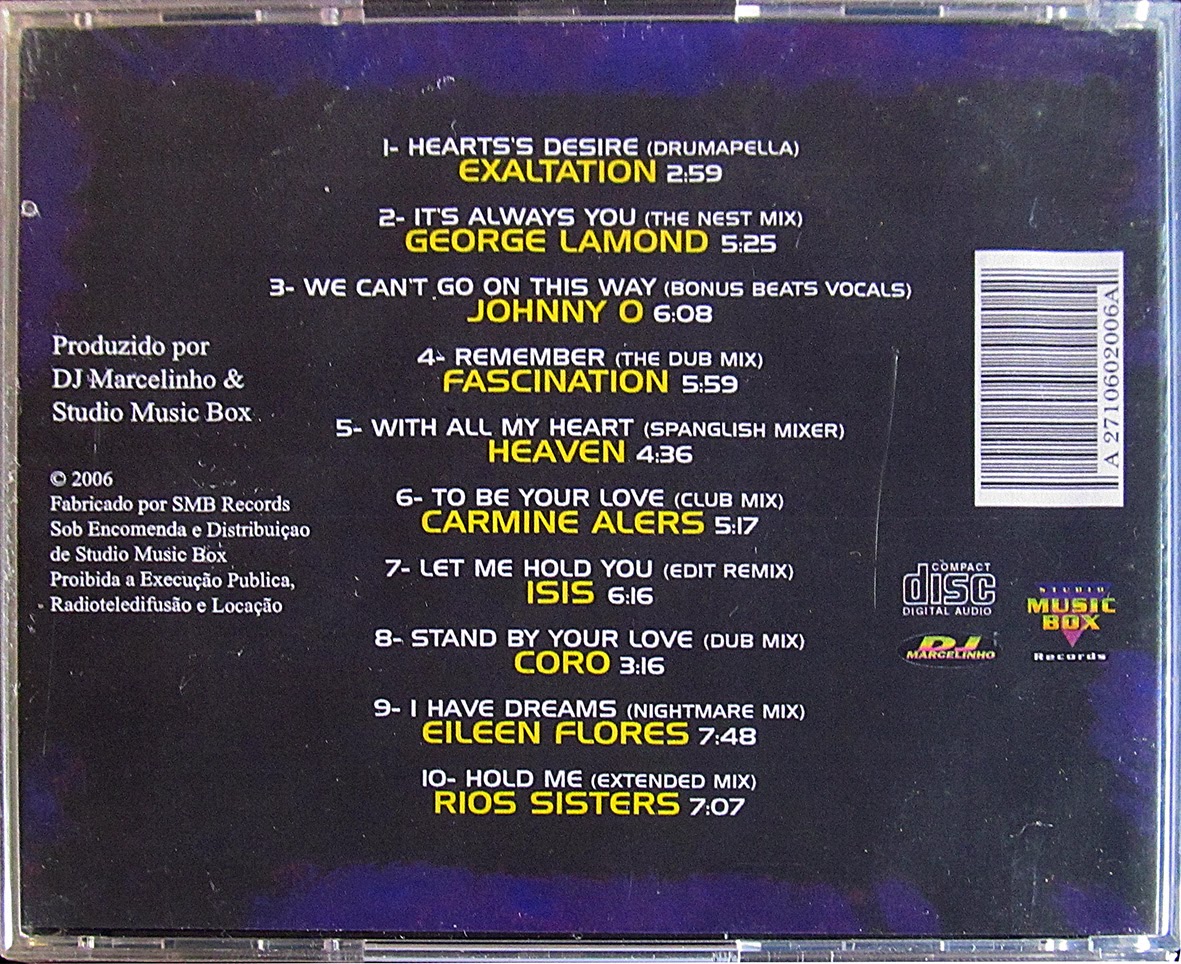 1- HEARTS'S DESIRE (DRUMAPELLA)
EXALTATION 2:59
2- IT'S ALWAYS YOU (THE NEST MIX)
GEORGE LAMOND 5:25
3- WE CAN'T GO ON THIS WAY (BONUS BEATS VOCALS)
JOHNNY O 6:08
4- REMEMBER (THE DUB MIX)
FASCINATION 5:59
5- WITH ALL MY HEART (SPANGLISH MIXER)
HEAVEN 4:36
6- TO BE YOUR LOVE (CLUB MIX)
CARMINE ALERS 5:17
7- LET ME HOLD YOU (EDIT REMIX)
ISIS 6:16
8- STAND BY YOUR LOVE (DUB MIX)
CORO 3:16
9- I HAVE DREAMS (NIGHTMARE MIX)
EILEEN FLORES 7:48
10- HOLD ME (EXTENDED MIX)
RIOS SISTERS 7:07
Produzido por
DJ Marcelinho &
Studio Music Box
© 2006
Fabricado por SMB Records
Sob Encomenda e Distribuiçao
de Studio Music Box
Proibida a Execução Publica,
Radioteledifusão e Locação
A 2710602006A
COMPACT
disc
DIGITAL AUDIO
DJ
MARCELINHO
STUDIO
MUSIC
BOX
Records